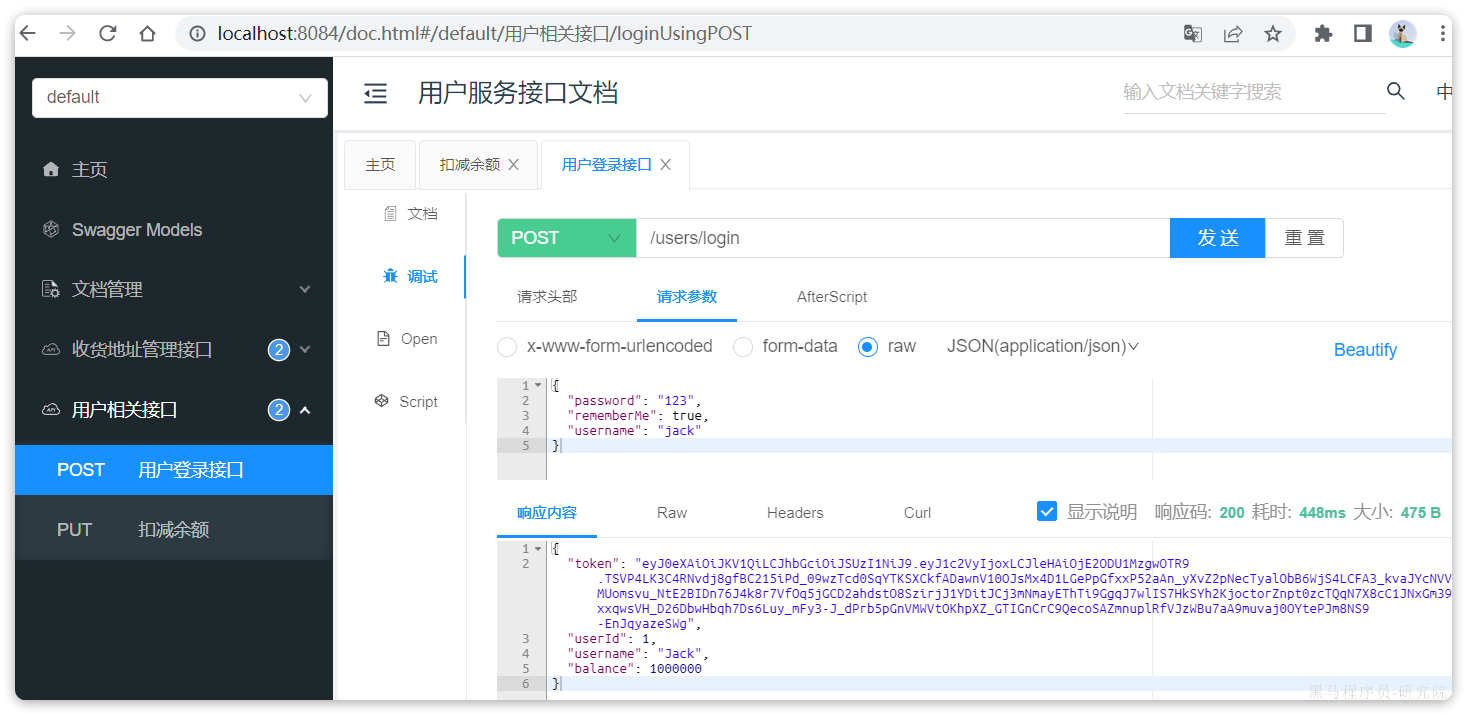 localhost:8084/doc.html#/default/用户相关接口/loginUsingPOST
default
用户服务接口文档
输入文档关键字搜索
中
主页
扣减余额
用户登录接口
主页
Swagger Models
文档管理
收货地址管理接口 2
用户相关接口 2
POST 用户登录接口
PUT 扣减余额
文档
调试
Open
Script
POST /users/login 发 送 重 置
请求头部 请求参数 AfterScript
x-www-form-urlencoded form-data raw JSON(application/json) Beautify
1 {
2 "password": "123",
3 "rememberMe": true,
4 "username": "jack"
5 }
响应内容 Raw Headers Curl 显示说明 响应码: 200 耗时: 448ms 大小: 475 B
1 {
2 "token": "eyJ0eXAiOiJKV1QiLCJhbGciOiJSUzI1NiJ9.eyJ1c2VyIjoxLCJleHAiOjE2ODU1MzgwOTR9
.TSVP4LK3C4RNvdj8gfBC215iPd_09wzTcd0SqYTKSXCkfADawnV10OJsMx4D1LGePpGfxxP52aAn_yXvZ2pNecTyalObB6WjS4LCFA3_kvaJYcNVV
MUomsvu_NtE2BIDn76J4k8r7VfOq5jGCD2ahdstO8SzirjJ1YDitJCj3mNmayEThTi9GgqJ7wlIS7HkSYh2KjoctorZnpt0zcTQqN7X8cC1JNxGm39
xxqwsVH_D26DbwHbqh7Ds6Luy_mFy3-J_dPrb5pGnVMWVtOKhpXZ_GTIGnCrC9QecoSAZmnuplRfVJzWBu7aA9muvaj0OYtePJm8NS9
-EnJqyazeSWg",
3 "userId": 1,
4 "username": "Jack",
5 "balance": 1000000
6 }
黑马程序员-研究院